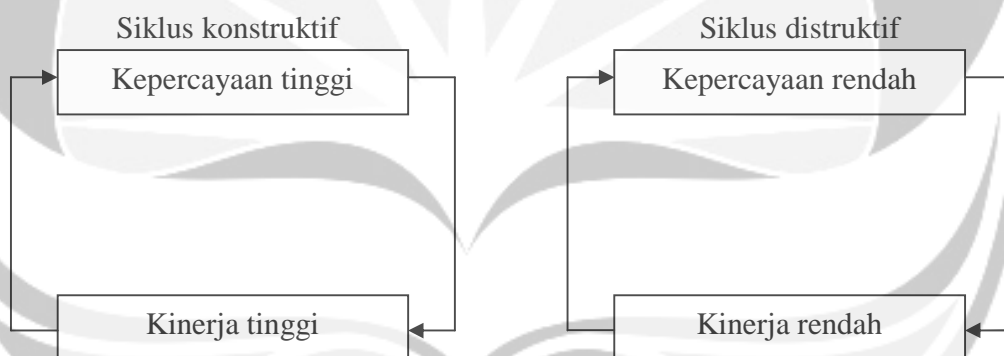 Siklus konstruktif
Kepercayaan tinggi
Kinerja tinggi
Siklus distruktif
Kepercayaan rendah
Kinerja rendah